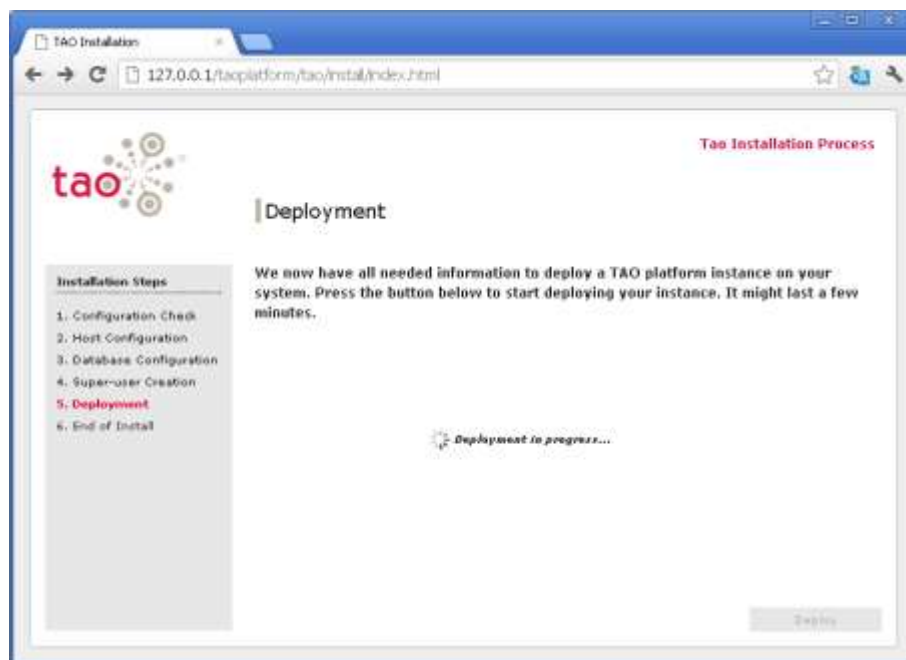 TAO Installation
127.0.0.1/taoplatform/tao/install/index.html
tao
Tao Installation Process
Deployment
Installation Steps
1. Configuration Check
2. Host Configuration
3. Database Configuration
4. Super-user Creation
5. Deployment
6. End of Install
We now have all needed information to deploy a TAO platform instance on your
system. Press the button below to start deploying your instance. It might last a few
minutes.
Deployment in progress...
Deploy